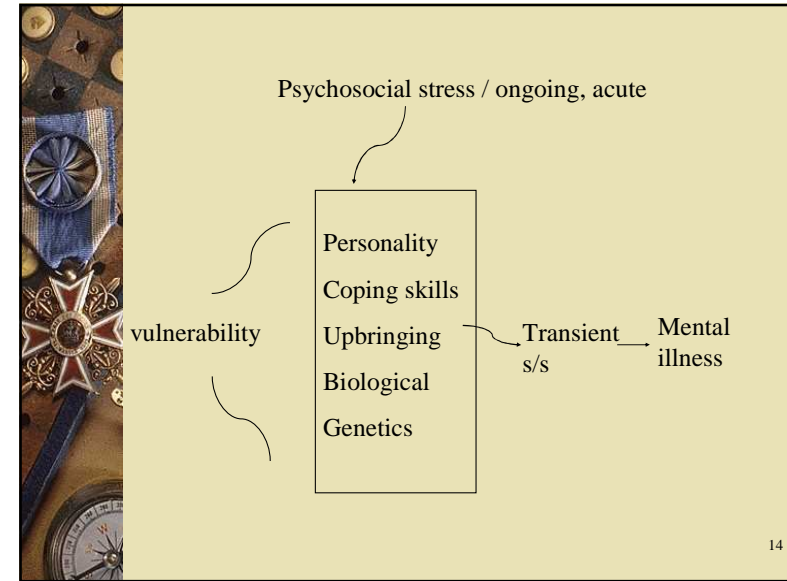 Psychosocial stress / ongoing, acute
Personality
Coping skills
vulnerability
Upbringing
Biological
Genetics
Transient
s/s
Mental
illness
14